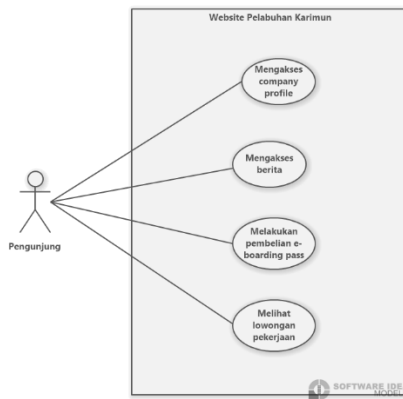 Website Pelabuhan Karimun
Mengakses
company
profile
Mengakses
berita
Pengunjung
Melakukan
pembelian e-
boarding pass
Melihat
lowongan
pekerjaan
SOFTWARE IDE
MODEL